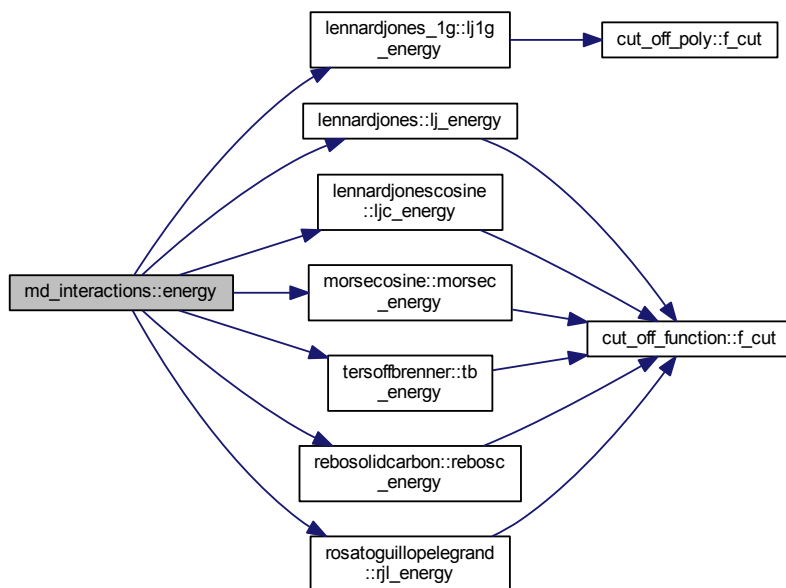 lennardjones_1g::lj1g
_energy
cut_off_poly::f_cut
lennardjones::lj_energy
lennardjonescosine
::ljc_energy
md_interactions::energy
morsecosine::morsec
_energy
cut_off_function::f_cut
tersoffbrenner::tb
_energy
rebosolidcarbon::rebosc
_energy
rosatoguillopelegrand
::rjl_energy